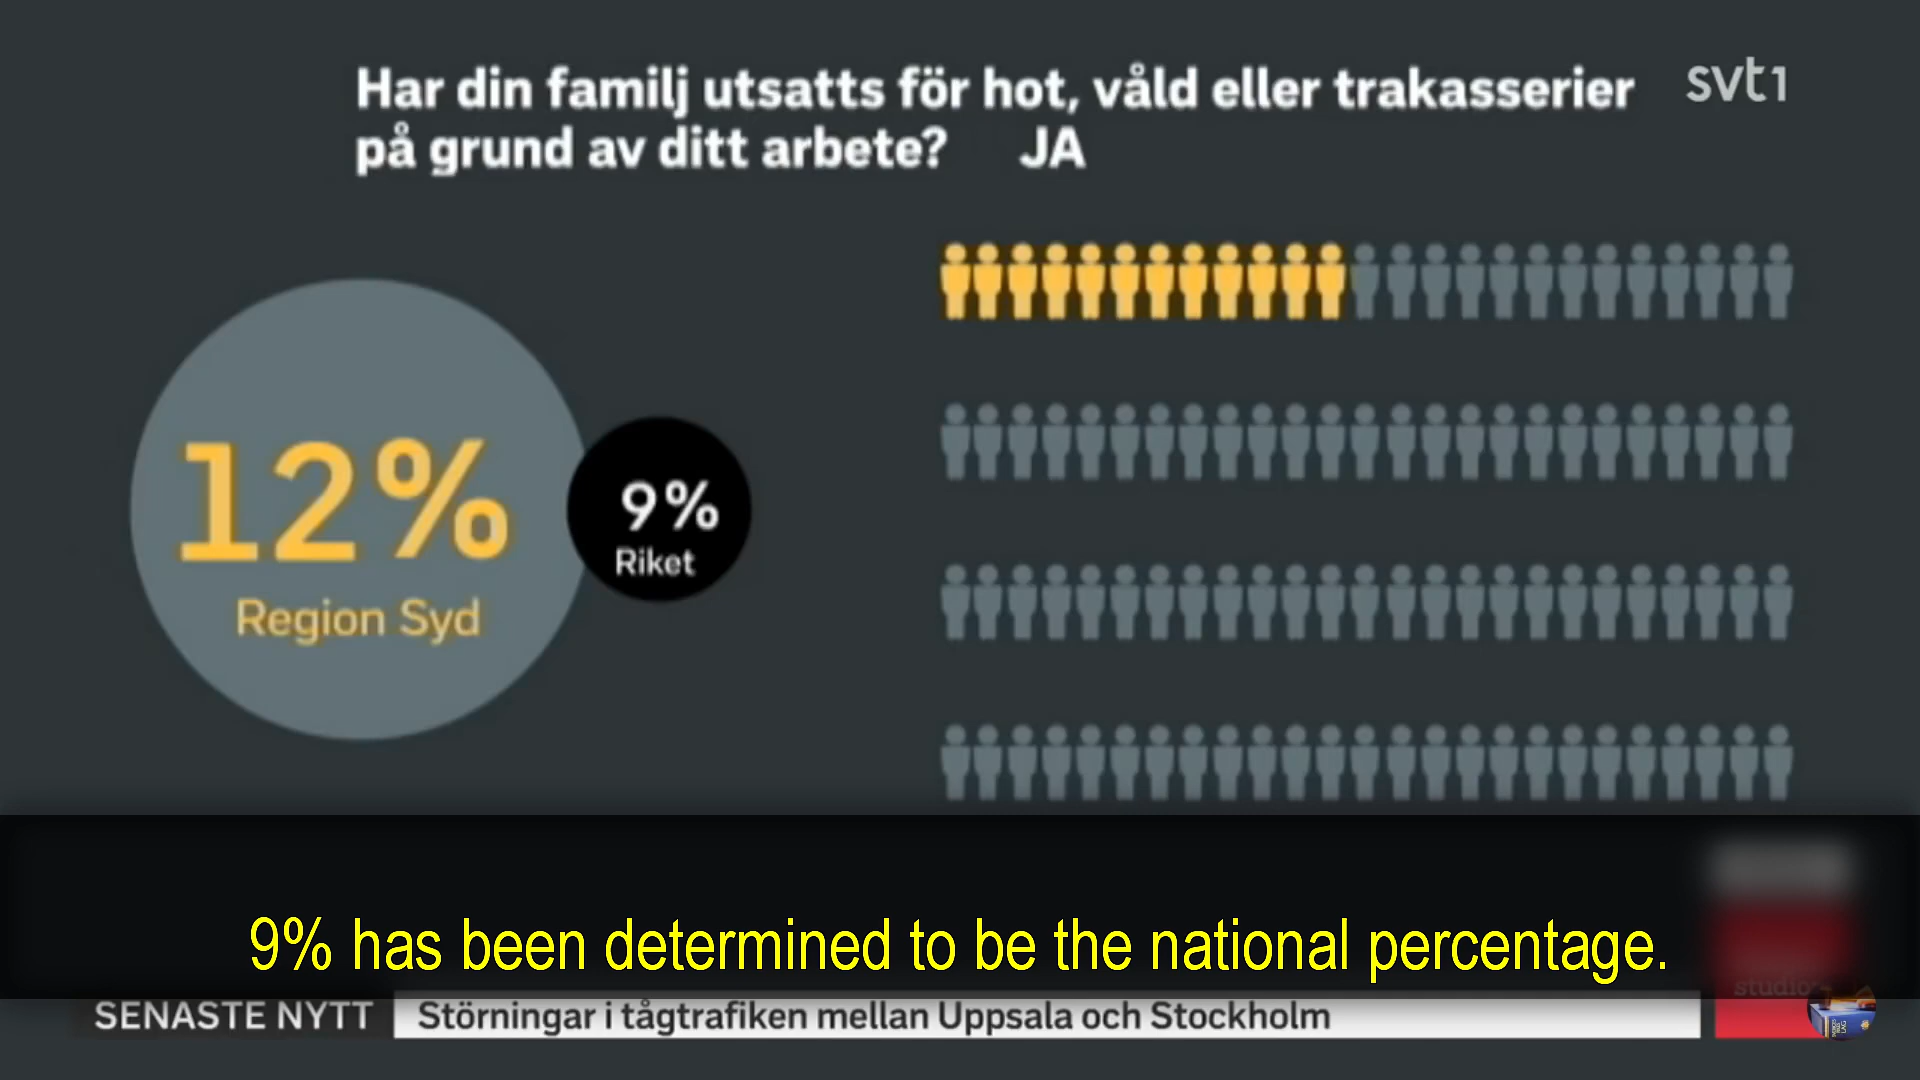 Har din familj utsatts för hot, våld eller trakasserier
på grund av ditt arbete? JA
svt1
12%
Region Syd
9%
Riket
9% has been determined to be the national percentage.
studio
SENASTE NYTT
Störningar i tågtrafiken mellan Uppsala och Stockholm